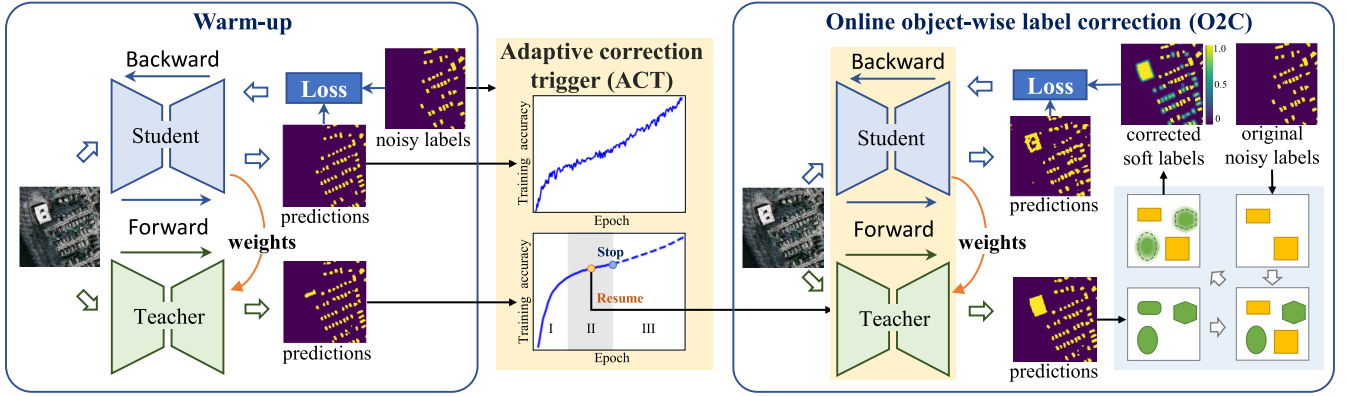 Warm-up
Backward
Student
Forward
Teacher
weights
Loss
noisy labels
predictions
predictions
Adaptive correction
trigger (ACT)
Training accuracy
Epoch
Training accuracy
Stop
Resume
I
II
III
Epoch
Online object-wise label correction (O2C)
Backward
Student
Forward
Teacher
weights
Loss
predictions
predictions
1.0
0.5
0
corrected
soft labels
original
noisy labels